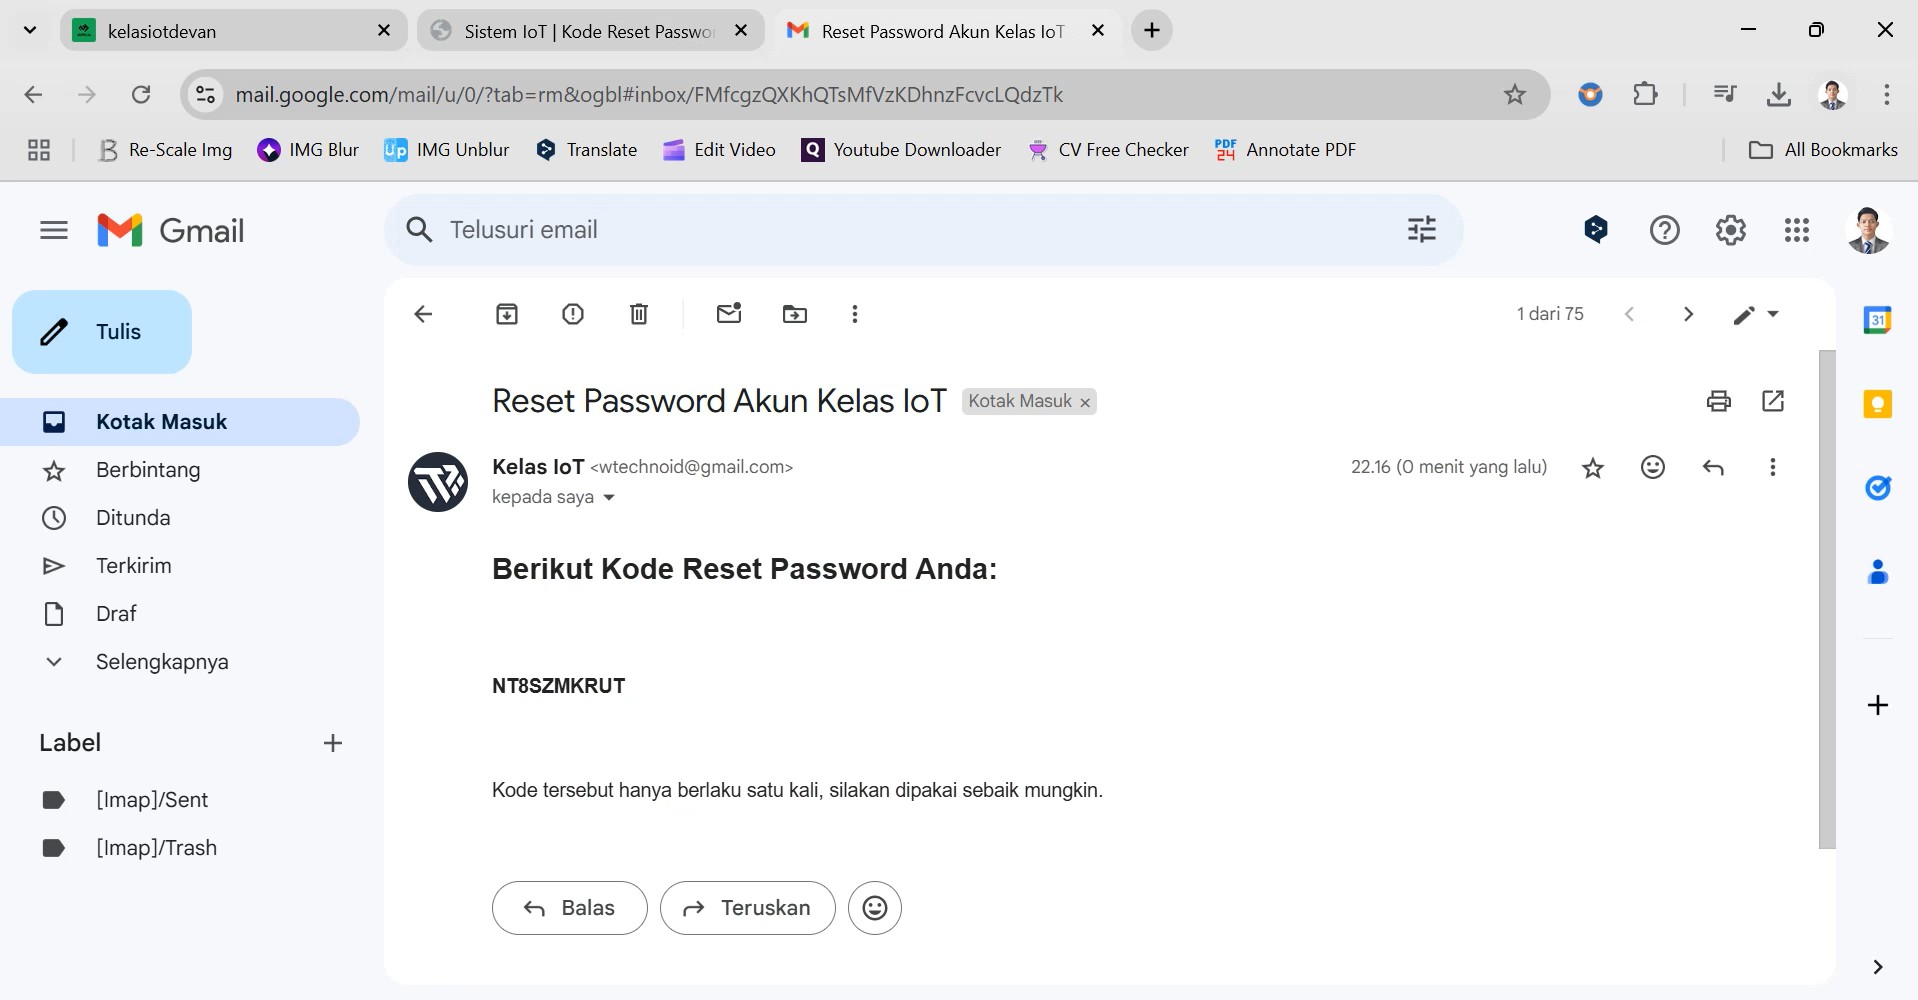 kelasiotdevan
Sistem IoT | Kode Reset Passwo
Reset Password Akun Kelas IoT
mail.google.com/mail/u/0/?tab=rm&ogbl#inbox/FMfcgzQXKhQTsMfVzKDhnzFcvcLQdzTk
Re-Scale Img
IMG Blur
Up
IMG Unblur
Translate
Edit Video
Q
Youtube Downloader
CV Free Checker
PDF
24
Annotate PDF
All Bookmarks
Gmail
Telusuri email
Tulis
1 dari 75
31
Kotak Masuk
Berbintang
Ditunda
Terkirim
Draf
Selengkapnya
Label
[Imap]/Sent
[Imap]/Trash
Reset Password Akun Kelas IoT
Kotak Masuk
Kelas IoT <wtechnoid@gmail.com>
22.16 (0 menit yang lalu)
kepada saya
Berikut Kode Reset Password Anda:
NT8SZMKRUT
Kode tersebut hanya berlaku satu kali, silakan dipakai sebaik mungkin.
Balas
Teruskan